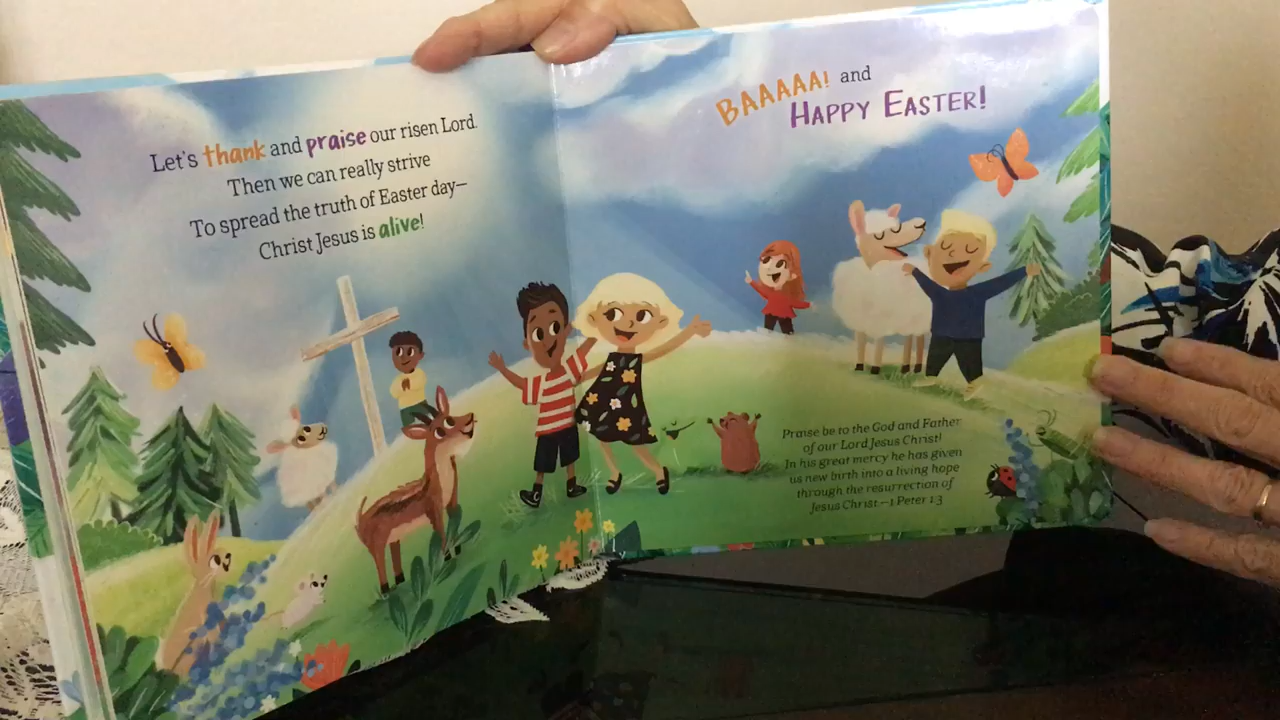 Let's thank and praise our risen Lord.
Then we can really strive
To spread the truth of Easter day—
Christ Jesus is alive!
BAAAAA! and
HAPPY EASTER!
Praise be to the God and Father
of our Lord Jesus Christ!
In his great mercy he has given
us new birth into a living hope
through the resurrection of
Jesus Christ.—1 Peter 1:3